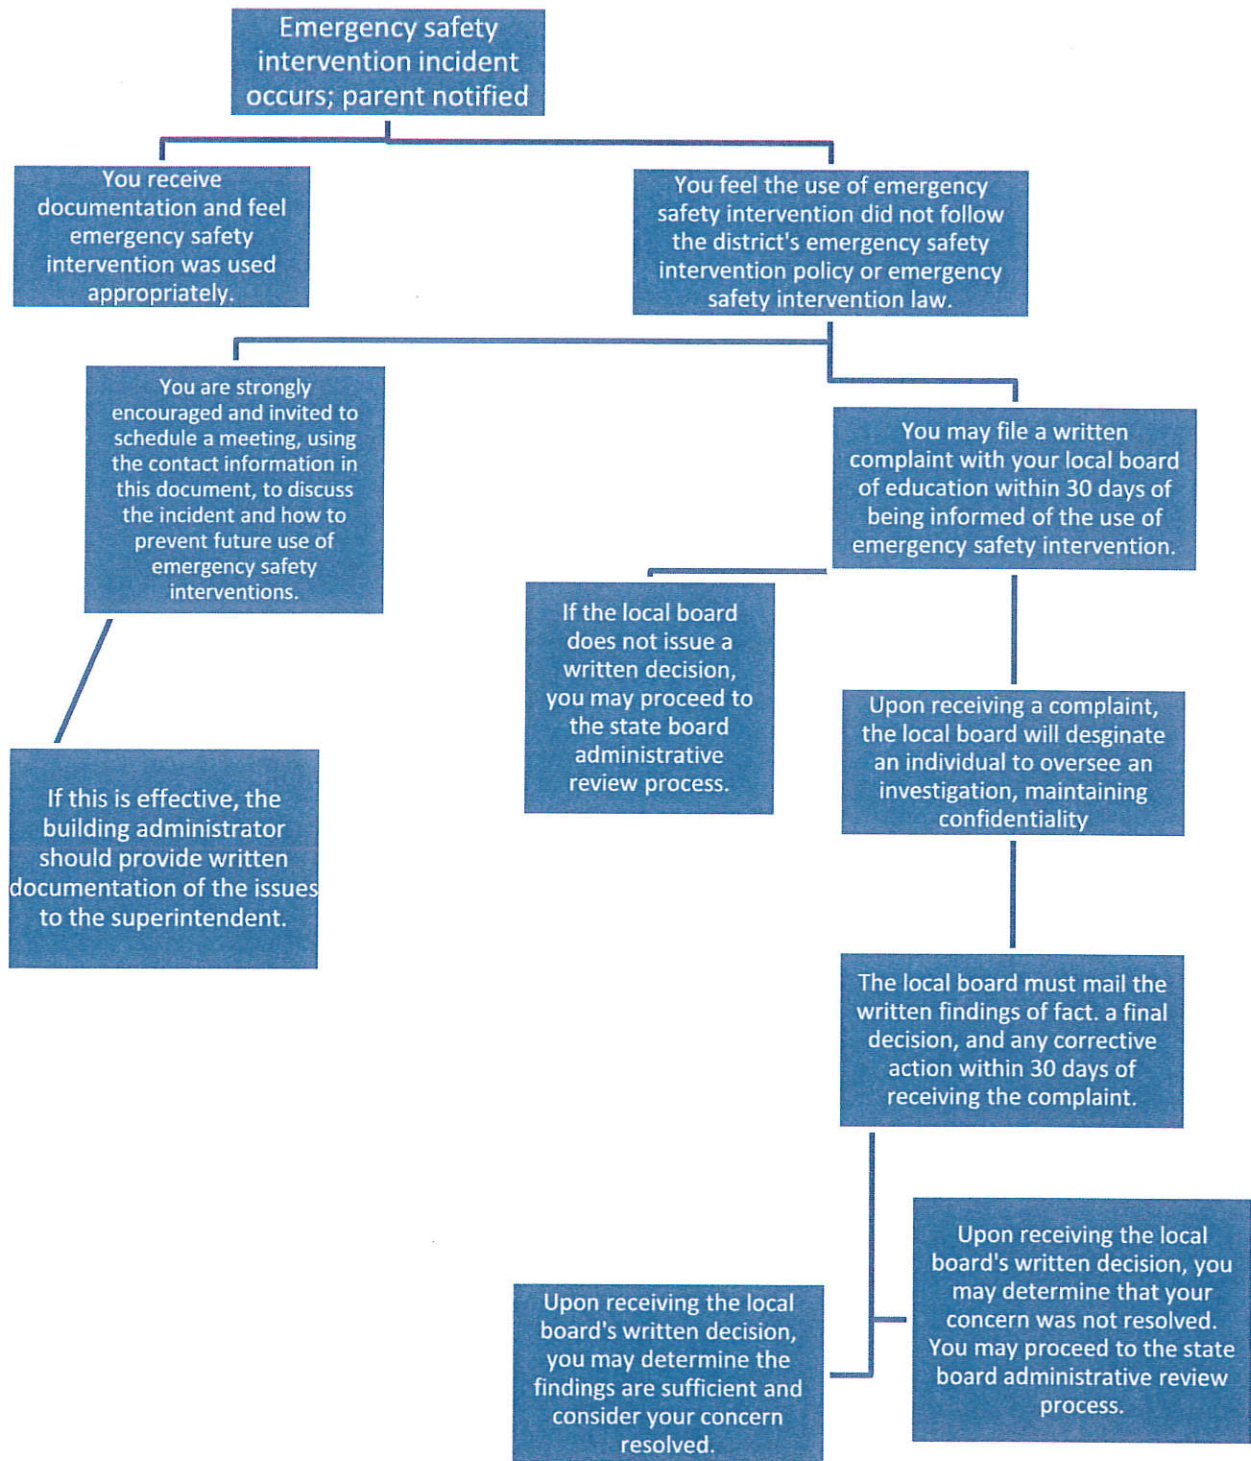 Emergency safety
intervention incident
occurs; parent notified
You receive
documentation and feel
emergency safety
intervention was used
appropriately.
You feel the use of emergency
safety intervention did not follow
the district's emergency safety
intervention policy or emergency
safety intervention law.
You are strongly
encouraged and invited to
schedule a meeting, using
the contact information in
this document, to discuss
the incident and how to
prevent future use of
emergency safety
interventions.
You may file a written
complaint with your local board
of education within 30 days of
being informed of the use of
emergency safety intervention.
If the local board
does not issue a
written decision,
you may proceed to
the state board
administrative
review process.
Upon receiving a complaint,
the local board will desginate
an individual to oversee an
investigation, maintaining
confidentiality
If this is effective, the
building administrator
should provide written
documentation of the issues
to the superintendent.
The local board must mail the
written findings of fact. a final
decision, and any corrective
action within 30 days of
receiving the complaint.
Upon receiving the local
board's written decision,
you may determine the
findings are sufficient and
consider your concern
resolved.
Upon receiving the local
board's written decision, you
may determine that your
concern was not resolved.
You may proceed to the state
board administrative review
process.